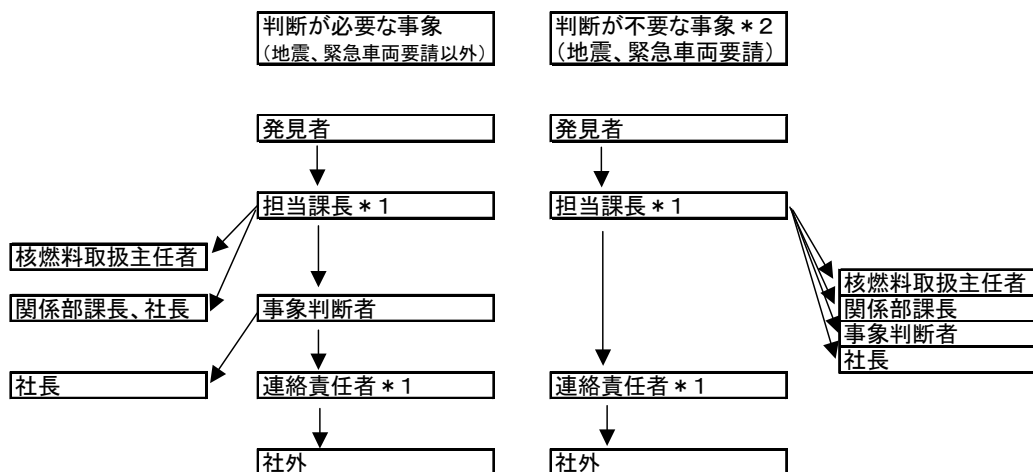 判断が必要な事象
(地震、緊急車両要請以外)
判断が不要な事象＊２
(地震、緊急車両要請)
発見者
発見者
担当課長＊１
担当課長＊１
核燃料取扱主任者
関係部課長、社長
事象判断者
核燃料取扱主任者
関係部課長
事象判断者
社長
社長
連絡責任者＊１
連絡責任者＊１
社外
社外